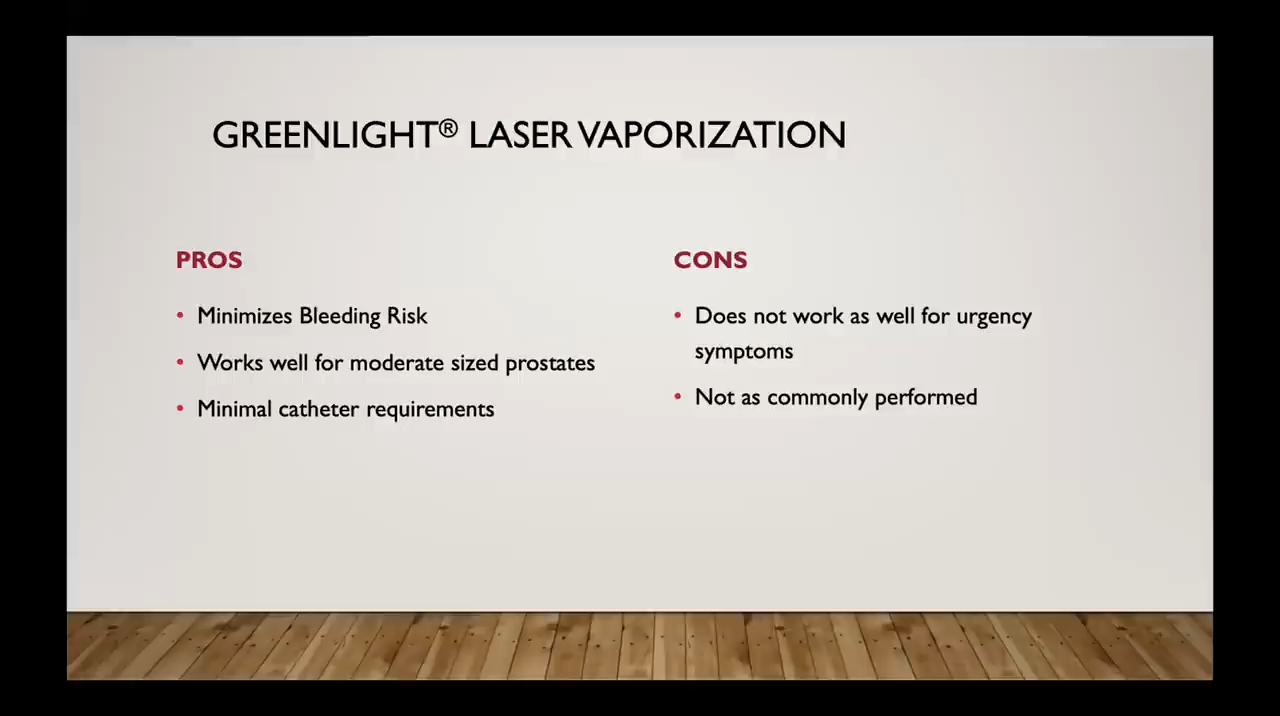 GREENLIGHT® LASER VAPORIZATION
PROS
• Minimizes Bleeding Risk
• Works well for moderate sized prostates
• Minimal catheter requirements
CONS
• Does not work as well for urgency
symptoms
• Not as commonly performed